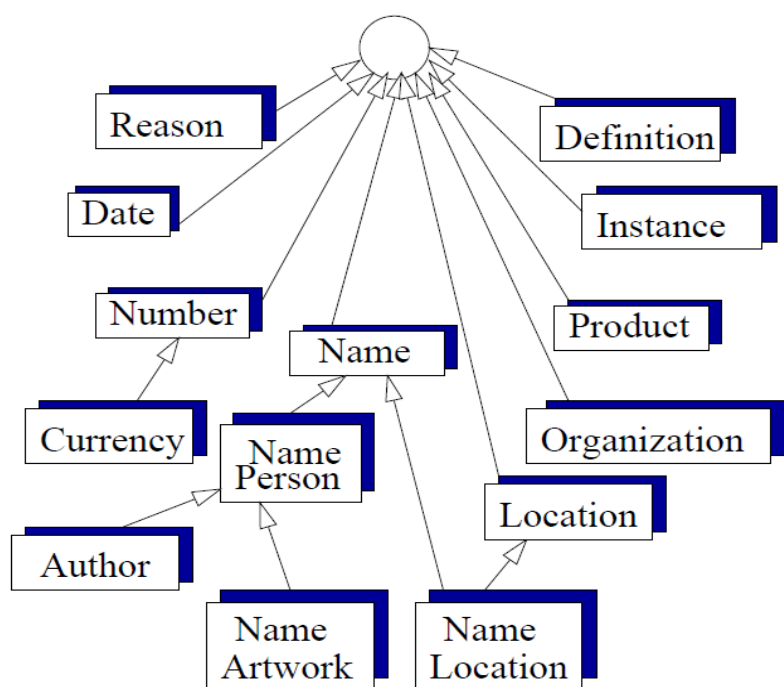 Reason
Definition
Date
Instance
Number
Product
Name
Currency
Name
Person
Organization
Location
Author
Name
Artwork
Name
Location